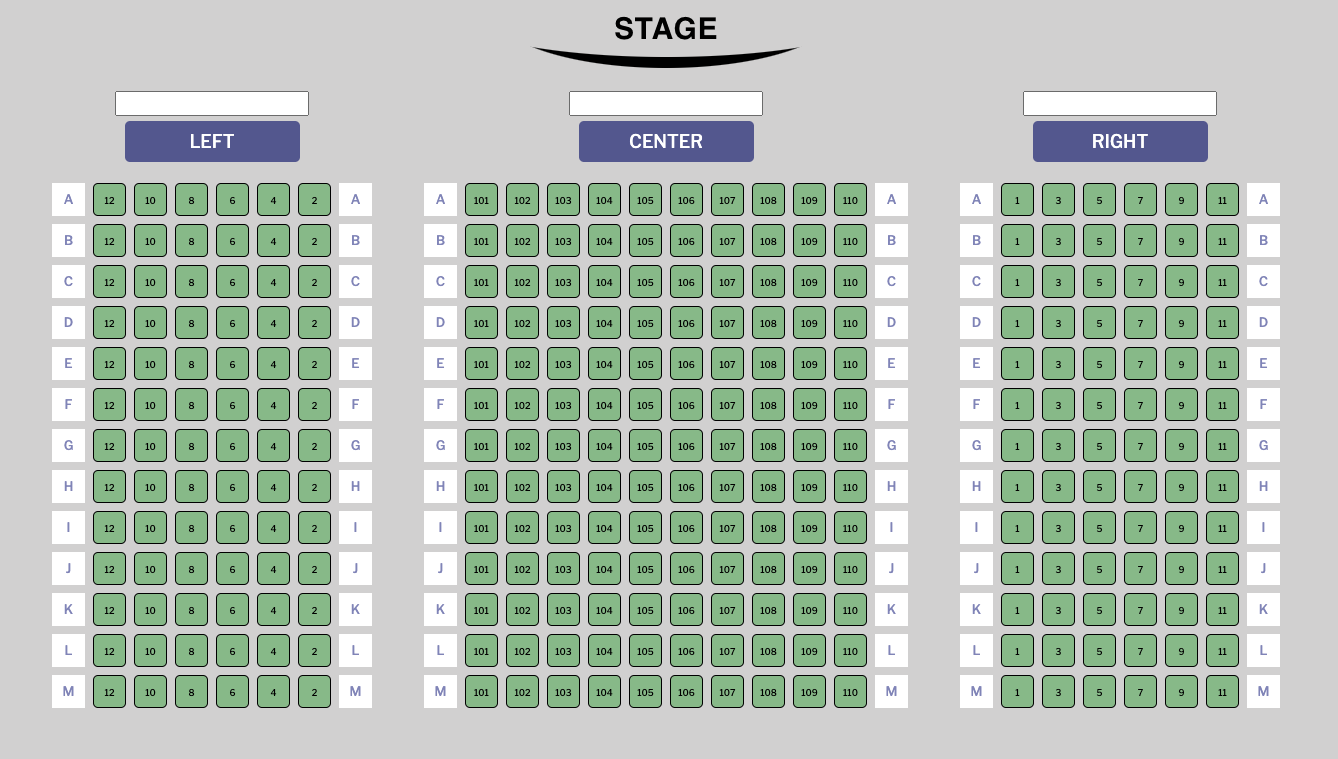 STAGE
LEFT CENTER RIGHT
A 12 10 8 6 4 2 A A 101 102 103 104 105 106 107 108 109 110 A A 1 3 5 7 9 11 A
B 12 10 8 6 4 2 B B 101 102 103 104 105 106 107 108 109 110 B B 1 3 5 7 9 11 B
C 12 10 8 6 4 2 C C 101 102 103 104 105 106 107 108 109 110 C C 1 3 5 7 9 11 C
D 12 10 8 6 4 2 D D 101 102 103 104 105 106 107 108 109 110 D D 1 3 5 7 9 11 D
E 12 10 8 6 4 2 E E 101 102 103 104 105 106 107 108 109 110 E E 1 3 5 7 9 11 E
F 12 10 8 6 4 2 F F 101 102 103 104 105 106 107 108 109 110 F F 1 3 5 7 9 11 F
G 12 10 8 6 4 2 G G 101 102 103 104 105 106 107 108 109 110 G G 1 3 5 7 9 11 G
H 12 10 8 6 4 2 H H 101 102 103 104 105 106 107 108 109 110 H H 1 3 5 7 9 11 H
I 12 10 8 6 4 2 I I 101 102 103 104 105 106 107 108 109 110 I I 1 3 5 7 9 11 I
J 12 10 8 6 4 2 J J 101 102 103 104 105 106 107 108 109 110 J J 1 3 5 7 9 11 J
K 12 10 8 6 4 2 K K 101 102 103 104 105 106 107 108 109 110 K K 1 3 5 7 9 11 K
L 12 10 8 6 4 2 L L 101 102 103 104 105 106 107 108 109 110 L L 1 3 5 7 9 11 L
M 12 10 8 6 4 2 M M 101 102 103 104 105 106 107 108 109 110 M M 1 3 5 7 9 11 M